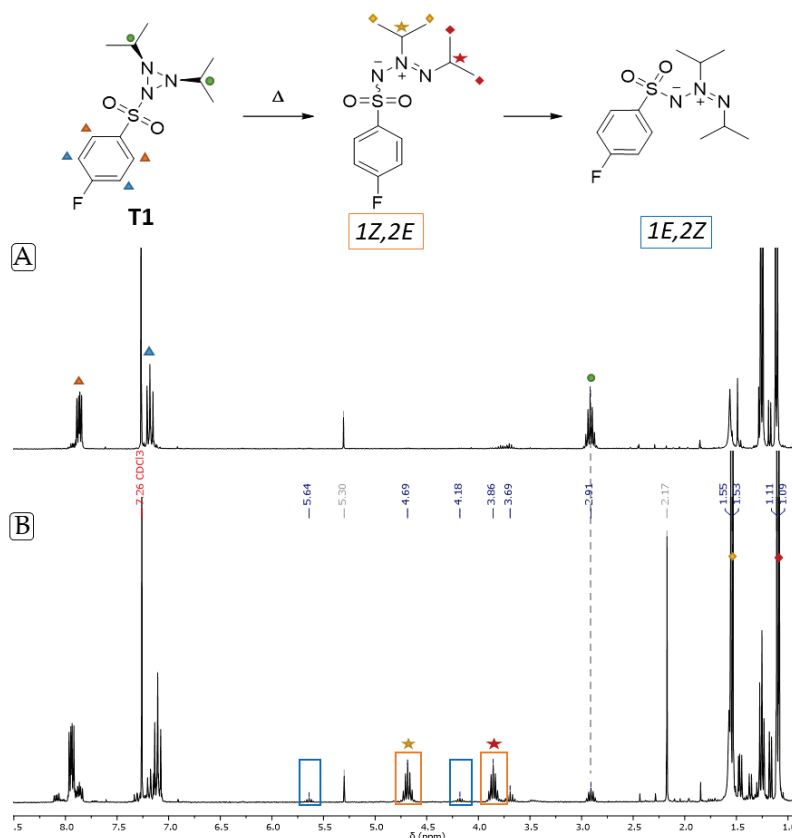 N
N
N
S
O
O
F
T1
Δ
−
N
N
+
N
O
S
O
F
1Z,2E
O
O
S
−
N
N
+
N
F
1E,2Z
A
7.26 CDCl3
5.64
5.30
4.69
4.18
3.86
3.69
2.91
2.17
1.55
1.53
1.11
1.09
B
.5 8.0 7.5 7.0 6.5 6.0 5.5 5.0 4.5 4.0 3.5 3.0 2.5 2.0 1.5 1.0
δ (ppm)